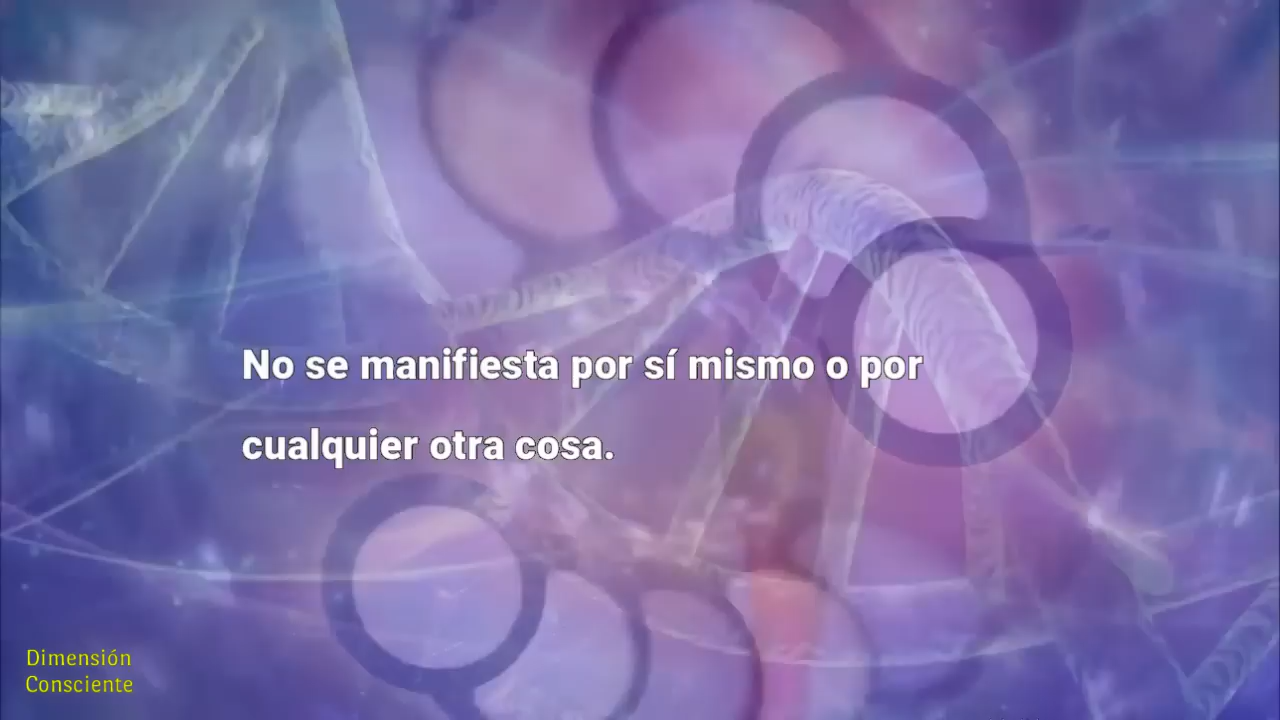 No se manifiesta por sí mismo o por
cualquier otra cosa.
Dimensión
Consciente